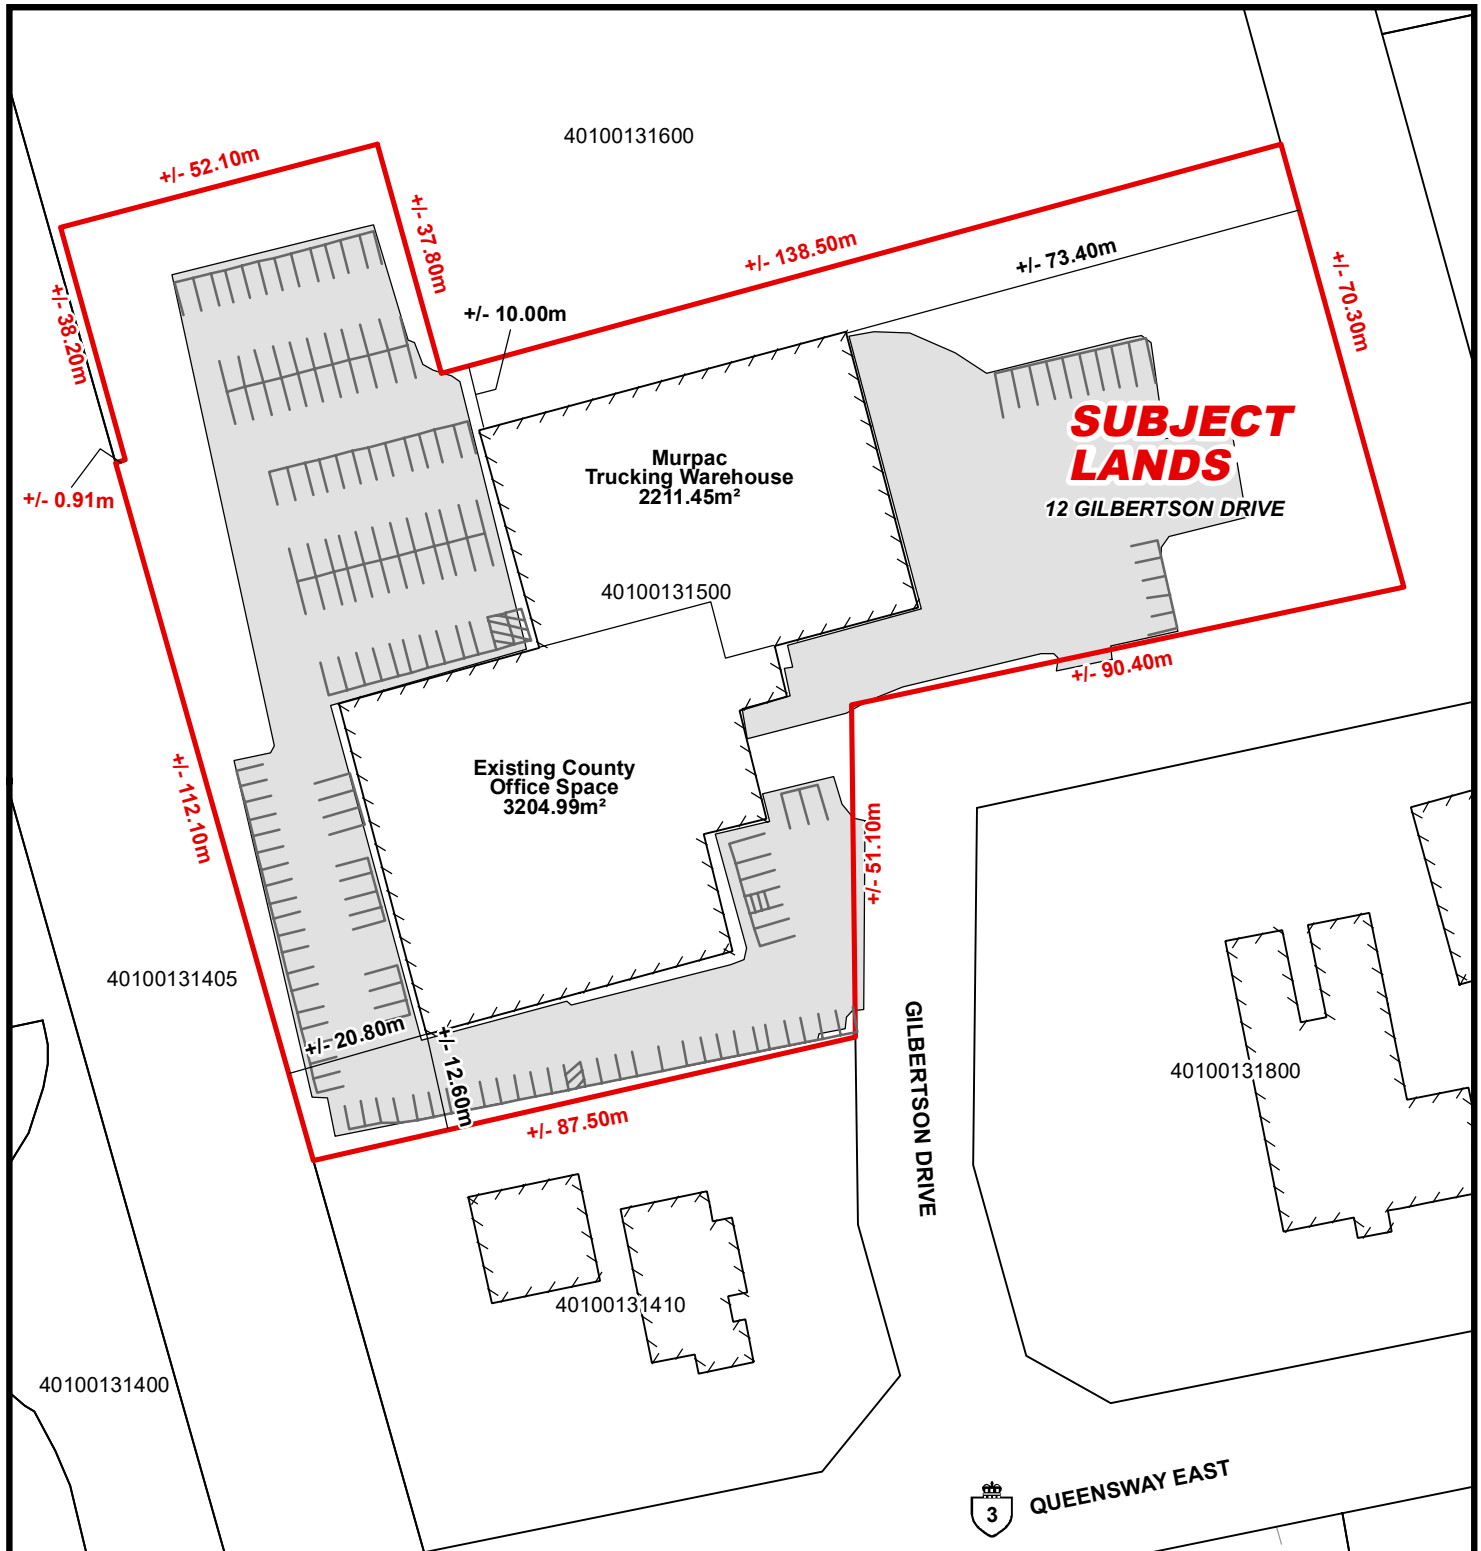 40100131600
+/- 52.10m
+/- 37.80m
+/- 138.50m
+/- 73.40m
+/- 70.30m
+/- 38.20m
+/- 10.00m
SUBJECT
LANDS
12 GILBERTSON DRIVE
Murpac
Trucking Warehouse
2211.45m²
+/- 0.91m
40100131500
+/- 90.40m
Existing County
Office Space
3204.99m²
+/- 112.10m
+/- 51.10m
40100131405
+/- 20.80m
+/- 12.60m
+/- 87.50m
GILBERTSON DRIVE
40100131800
40100131410
40100131400
3
QUEENSWAY EAST